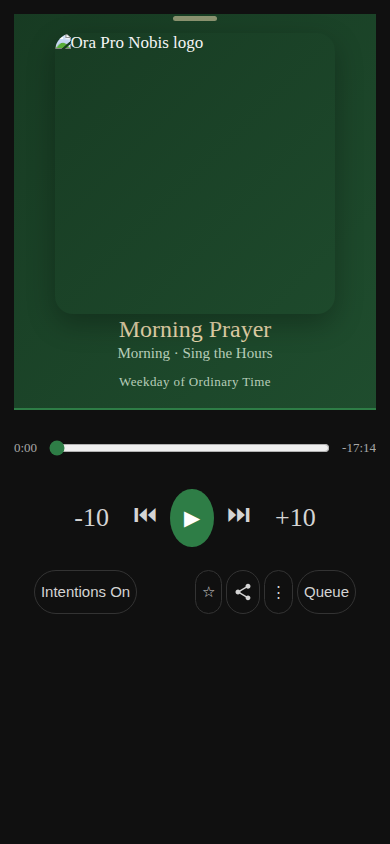 Ora Pro Nobis logo
Morning Prayer
Morning · Sing the Hours
Weekday of Ordinary Time
0:00 -17:14
-10 ⏮ ▶ ⏭ +10
Intentions On ☆ ⋮ Queue